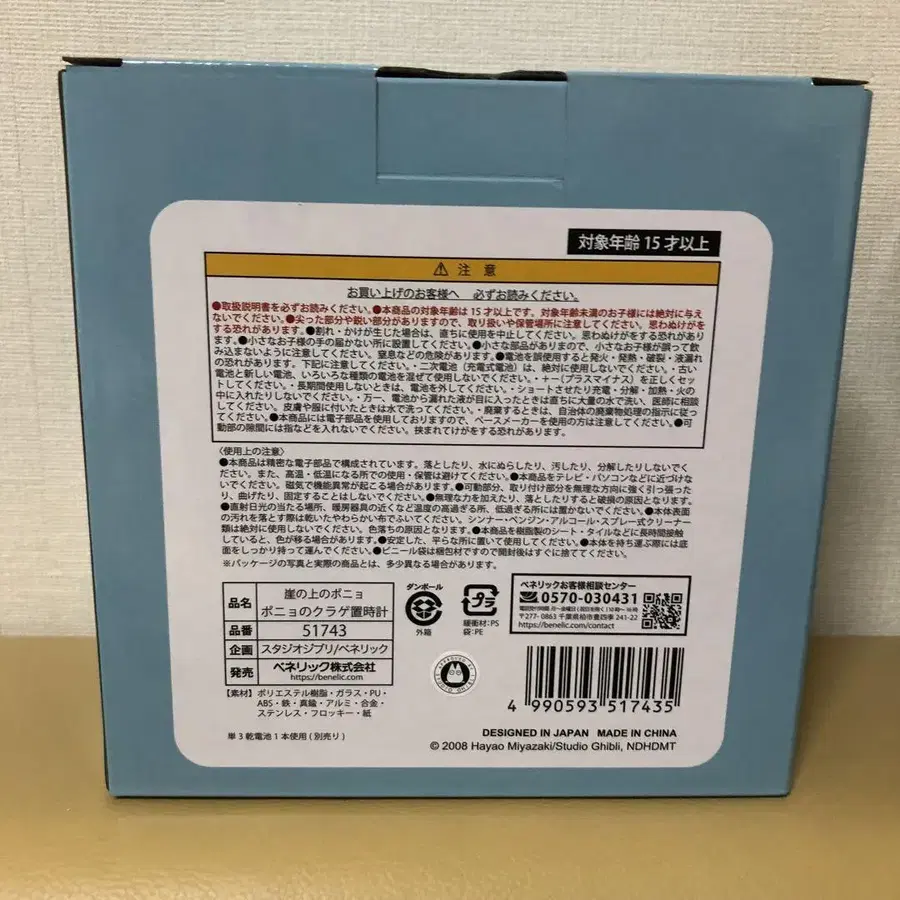 対象年齢 15 才以上
⚠ 注 意
お買い上げのお客様へ 必ずお読みください。
●取扱説明書を必ずお読みください。●本商品の対象年齢は 15 才以上です。対象年齢未満のお子様には絶対に与え
ないでください。●尖った部分や鋭い部分がありますので、取り扱いや保管場所に注意してください。思わぬけがを
する恐れがあります。●割れ・かけが生じた場合は、直ちに使用を中止してください。思わぬけがをする恐れがありま
す。●小さなお子様の手の届かない所に設置してください。●小さな部品がありますので、小さなお子様が誤って飲
み込まないように注意してください。窒息などの危険があります。●電池を誤使用すると発火・発熱・破裂・液漏れ
の恐れがあります。下記に注意してください。・二次電池（充電式電池）は、絶対に使用しないでください。・古い
電池と新しい電池、いろいろな種類の電池を混ぜて使用しないでください。・＋－（プラスマイナス）を正しくセッ
トしてください。・長期間使用しないときは、電池を外してください。・ショートさせたり充電・分解・加熱・火の
中に入れたりしないでください。・万一、電池から漏れた液が目に入ったときは直ちに大量の水で洗い、医師に相談
してください。皮膚や服に付いたときは水で洗ってください。・廃棄するときは、自治体の廃棄物処理の指示に従っ
てください。●本商品には電子部品を使用しておりますので、ペースメーカーを使用の方は注意してください。●可
動部の隙間には指などを入れないでください。挟まれてけがをする恐れがあります。
〈使用上の注意〉
●本商品は精密な電子部品で構成されています。落としたり、水にぬらしたり、汚したり、分解したりしないでくだ
さい。また、高温・低温になる所での使用・保管は避けてください。●本商品をテレビ・パソコンなどに近づけな
いでください。磁気で機能異常が起こる場合があります。●可動部分、取り付け部分を無理な方向に強く引っ張った
り、曲げたり、固定することはしないでください。●無理な力を加えたり、落としたりすると破損の原因となります。
●直射日光の当たる場所、暖房器具の近くなど温度の高過ぎる所、低過ぎる所には置かないでください。●本体表面
の汚れを落とす際は乾いたやわらかい布でふいてください。シンナー・ベンジン・アルコール・スプレー式クリーナー
類は絶対に使用しないでください。色落ちの原因となります。●本商品を樹脂製のシート・タイルなどに長時間接触
していると、色が移る場合があります。●安定した、平らな所に置いて使用してください。●本体を持ち運ぶ際には底
面をしっかり持って運んでください。●ビニール袋は梱包材ですので開封後はすぐに捨ててください。
※パッケージの写真と実際の商品とは、多少異なる場合があります。
品名 崖の上のポニョ
ポニョのクラゲ置時計
品番 51743
企画 スタジオジブリ/ベネリック
発売 ベネリック株式会社
https://benelic.com
【素材】ポリエステル樹脂・ガラス・PU・
ABS・鉄・真鍮・アルミ・合金・
ステンレス・フロッキー・紙
単 3 乾電池 1 本使用（別売り）
ダンボール
外箱
プラ
緩衝材:PS
袋:PE
ベネリックお客様相談センター
0570-030431
電話受付時間 月～金曜日（祝日を除く）10時～16時
〒277-0863 千葉県柏市豊四季 241-22
https://benelic.com/contact
4 990593 517435
DESIGNED IN JAPAN MADE IN CHINA
© 2008 Hayao Miyazaki/Studio Ghibli, NDHDMT